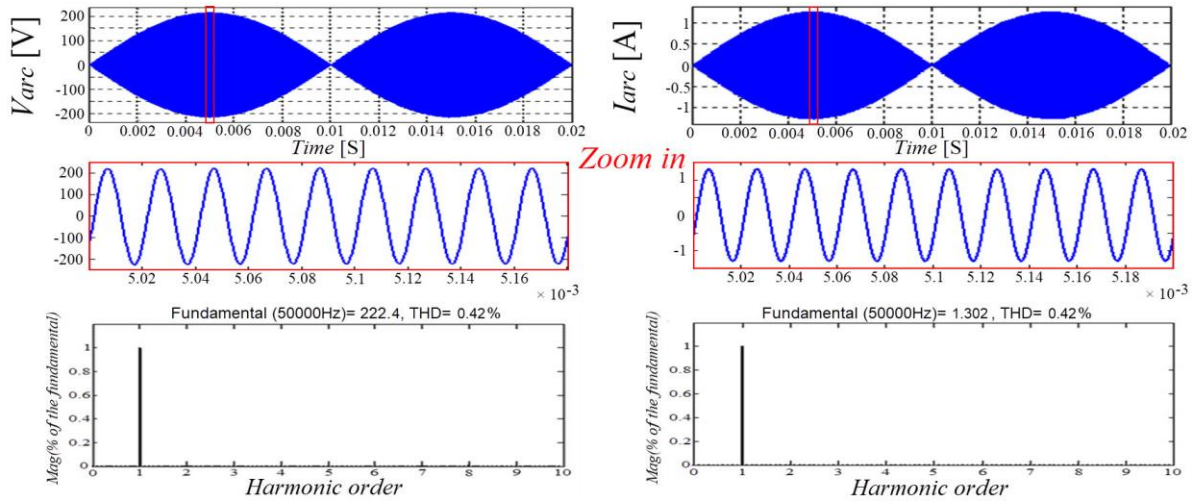 Varc [V]
200
100
0
-100
-200
0 0.002 0.004 0.006 0.008 0.01 0.012 0.014 0.016 0.018 0.02
Time [S]
Iarc [A]
1
0.5
0
-0.5
-1
0 0.002 0.004 0.006 0.008 0.01 0.012 0.014 0.016 0.018 0.02
Time [S]
Zoom in
200
100
0
-100
-200
5.02 5.04 5.06 5.08 5.1 5.12 5.14 5.16
× 10⁻³
1
0
-1
5.02 5.04 5.06 5.08 5.1 5.12 5.14 5.16 5.18
× 10⁻³
Fundamental (50000Hz)= 222.4, THD= 0.42%
Mag(% of the fundamental)
1
0.8
0.6
0.4
0.2
0
0 1 2 3 4 5 6 7 8 9 10
Harmonic order
Fundamental (50000Hz)= 1.302 , THD= 0.42%
Mag(% of the fundamental)
1
0.8
0.6
0.4
0.2
0
0 1 2 3 4 5 6 7 8 9 10
Harmonic order